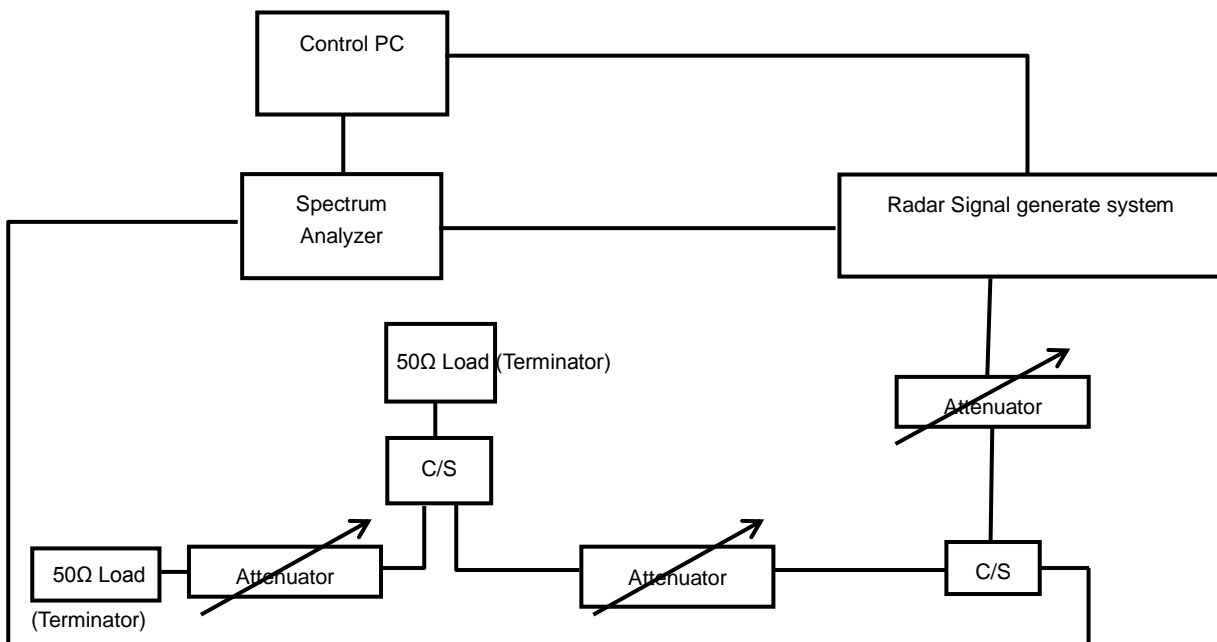 Control PC
Spectrum
Analyzer
Radar Signal generate system
50Ω Load (Terminator)
Attenuator
C/S
50Ω Load
(Terminator)
Attenuator
Attenuator
C/S